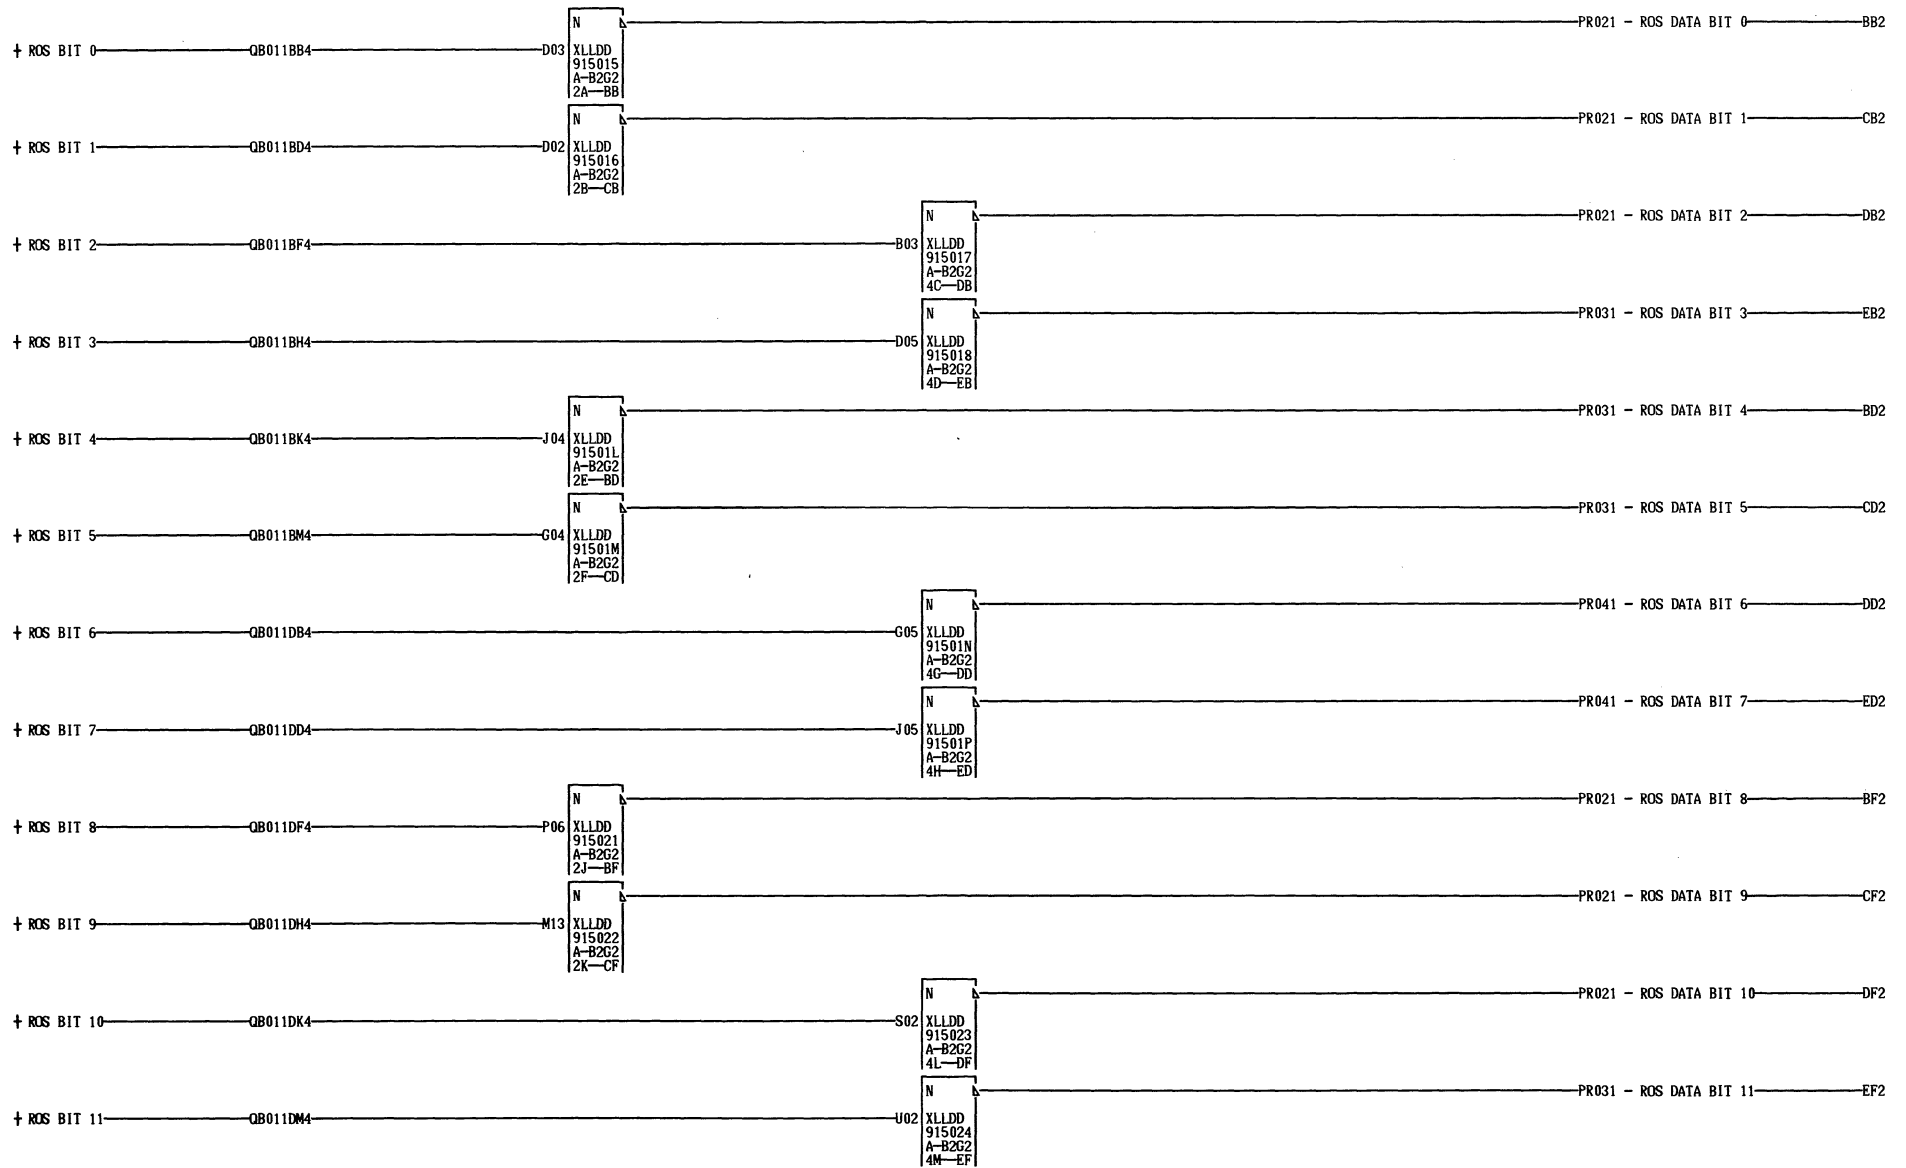 N PR021 - ROS DATA BIT 0 BB2
+ ROS BIT 0 QB011BB4 D03 XLLDD
915015
A-B2G2
2A-BB
N PR021 - ROS DATA BIT 1 CB2
+ ROS BIT 1 QB011BD4 D02 XLLDD
915016
A-B2G2
2B-CB
N PR021 - ROS DATA BIT 2 DB2
+ ROS BIT 2 QB011BF4 B03 XLLDD
915017
A-B2G2
4C-DB
N PR031 - ROS DATA BIT 3 EB2
+ ROS BIT 3 QB011BH4 D05 XLLDD
915018
A-B2G2
4D-EB
N PR031 - ROS DATA BIT 4 BD2
+ ROS BIT 4 QB011BK4 J04 XLLDD
91501L
A-B2G2
2E-BD
N PR031 - ROS DATA BIT 5 CD2
+ ROS BIT 5 QB011BM4 G04 XLLDD
91501M
A-B2G2
2F-CD
N PR041 - ROS DATA BIT 6 DD2
+ ROS BIT 6 QB011DB4 G05 XLLDD
91501N
A-B2G2
4G-DD
N PR041 - ROS DATA BIT 7 ED2
+ ROS BIT 7 QB011DD4 J05 XLLDD
91501P
A-B2G2
4H-ED
N PR021 - ROS DATA BIT 8 BF2
+ ROS BIT 8 QB011DF4 P06 XLLDD
915021
A-B2G2
2J-BF
N PR021 - ROS DATA BIT 9 CF2
+ ROS BIT 9 QB011DH4 M13 XLLDD
915022
A-B2G2
2K-CF
N PR021 - ROS DATA BIT 10 DF2
+ ROS BIT 10 QB011DK4 S02 XLLDD
915023
A-B2G2
4L-DF
N PR031 - ROS DATA BIT 11 EF2
+ ROS BIT 11 QB011DM4 U02 XLLDD
915024
A-B2G2
4M-EF